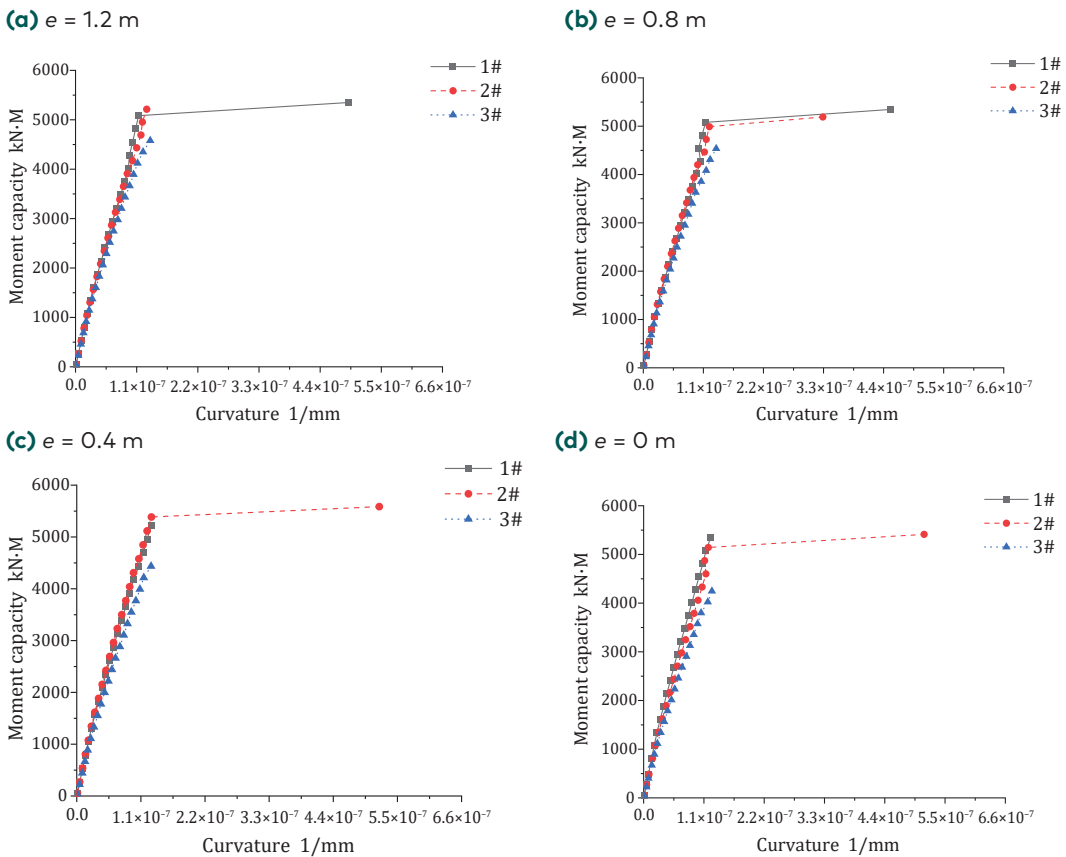 (a) e = 1.2 m
1#
2#
3#
6000
5000
4000
3000
2000
1000
0
Moment capacity kN·M
0.0 1.1×10⁻⁷ 2.2×10⁻⁷ 3.3×10⁻⁷ 4.4×10⁻⁷ 5.5×10⁻⁷ 6.6×10⁻⁷
Curvature 1/mm
(b) e = 0.8 m
1#
2#
3#
6000
5000
4000
3000
2000
1000
0
Moment capacity kN·M
0.0 1.1×10⁻⁷ 2.2×10⁻⁷ 3.3×10⁻⁷ 4.4×10⁻⁷ 5.5×10⁻⁷ 6.6×10⁻⁷
Curvature 1/mm
(c) e = 0.4 m
1#
2#
3#
6000
5000
4000
3000
2000
1000
0
Moment capacity kN·M
0.0 1.1×10⁻⁷ 2.2×10⁻⁷ 3.3×10⁻⁷ 4.4×10⁻⁷ 5.5×10⁻⁷ 6.6×10⁻⁷
Curvature 1/mm
(d) e = 0 m
1#
2#
3#
6000
5000
4000
3000
2000
1000
0
Moment capacity kN·M
0.0 1.1×10⁻⁷ 2.2×10⁻⁷ 3.3×10⁻⁷ 4.4×10⁻⁷ 5.5×10⁻⁷ 6.6×10⁻⁷
Curvature 1/mm